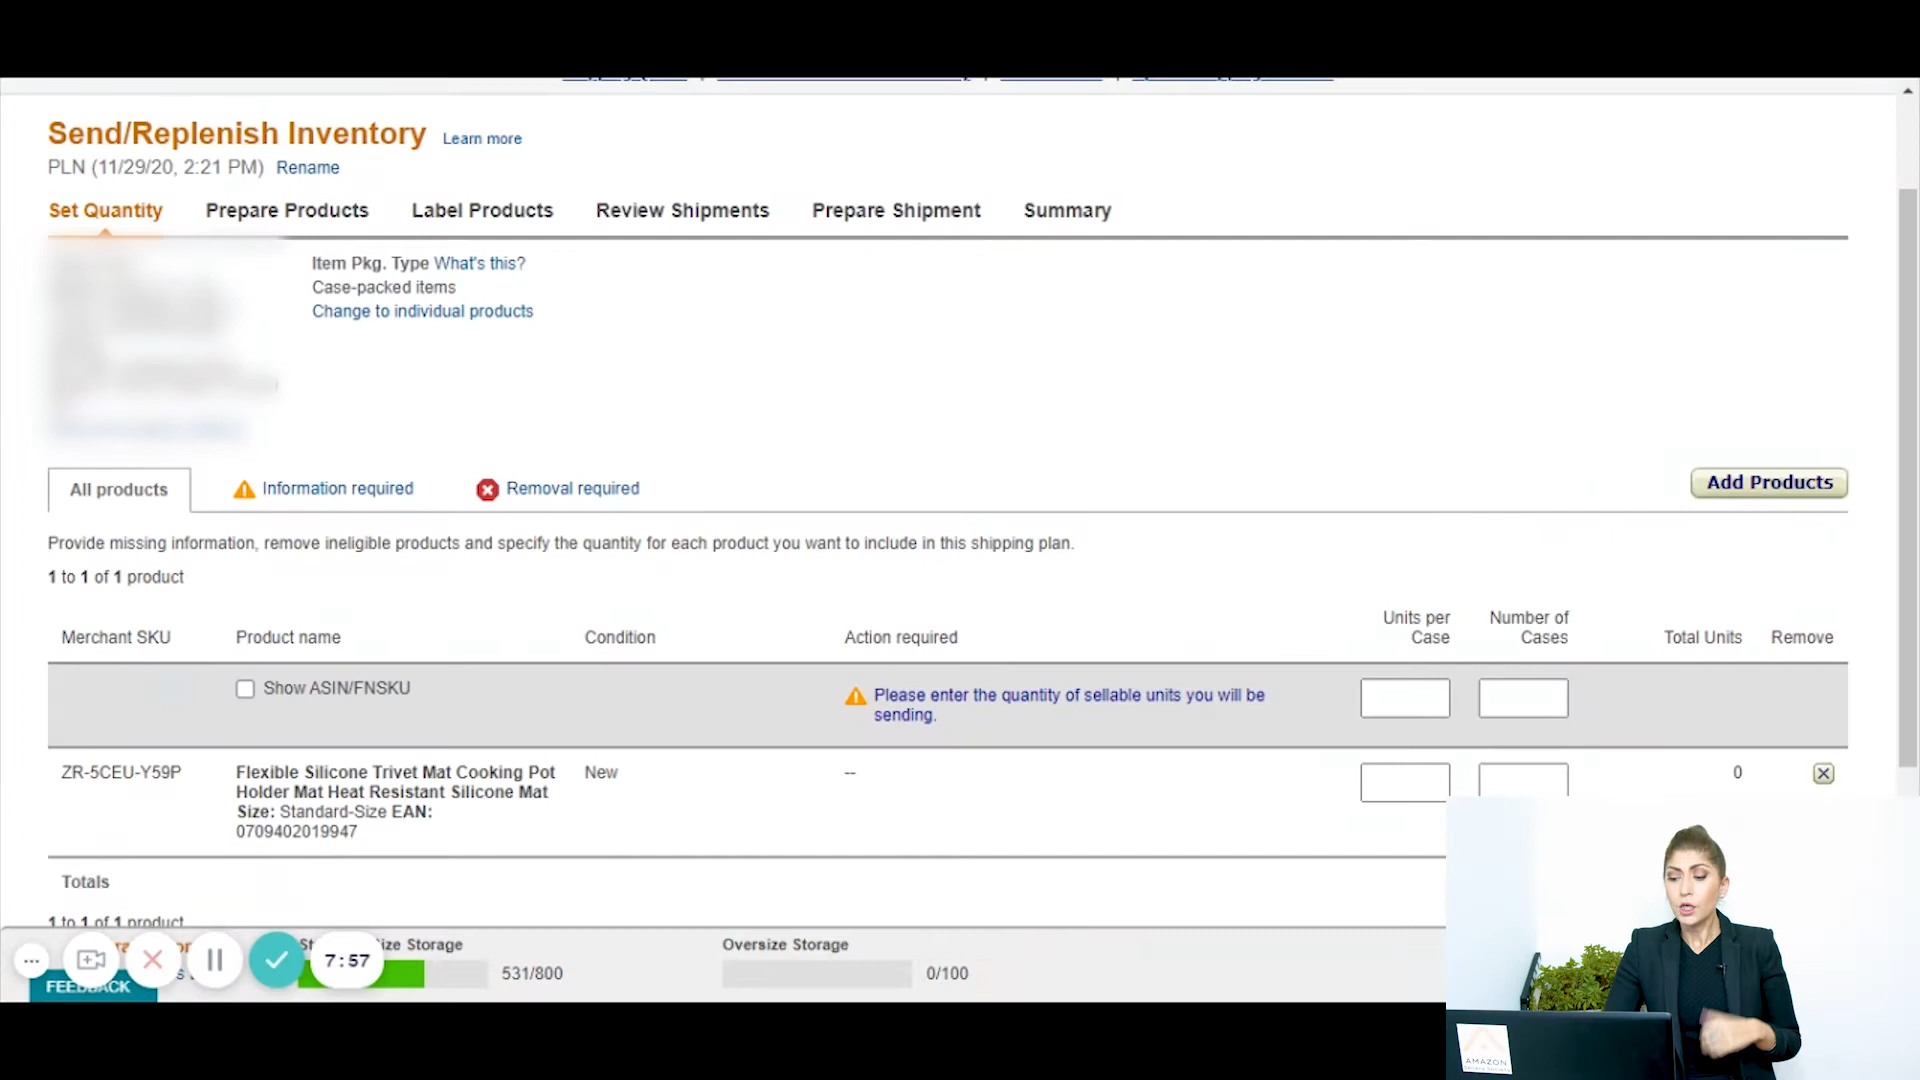 Send/Replenish Inventory Learn more
PLN (11/29/20, 2:21 PM) Rename
Set Quantity Prepare Products Label Products Review Shipments Prepare Shipment Summary
Item Pkg. Type What's this?
Case-packed items
Change to individual products
All products Information required Removal required Add Products
Provide missing information, remove ineligible products and specify the quantity for each product you want to include in this shipping plan.
1 to 1 of 1 product
Merchant SKU Product name Condition Action required Units per Case Number of Cases Total Units Remove
Show ASIN/FNSKU Please enter the quantity of sellable units you will be
sending.
ZR-5CEU-Y59P Flexible Silicone Trivet Mat Cooking Pot New -- 0
Holder Mat Heat Resistant Silicone Mat
Size: Standard-Size EAN:
0709402019947
Totals
1 to 1 of 1 product
Storage Oversize Storage
7:57 531/800 0/100
FEEDBACK
AMAZON